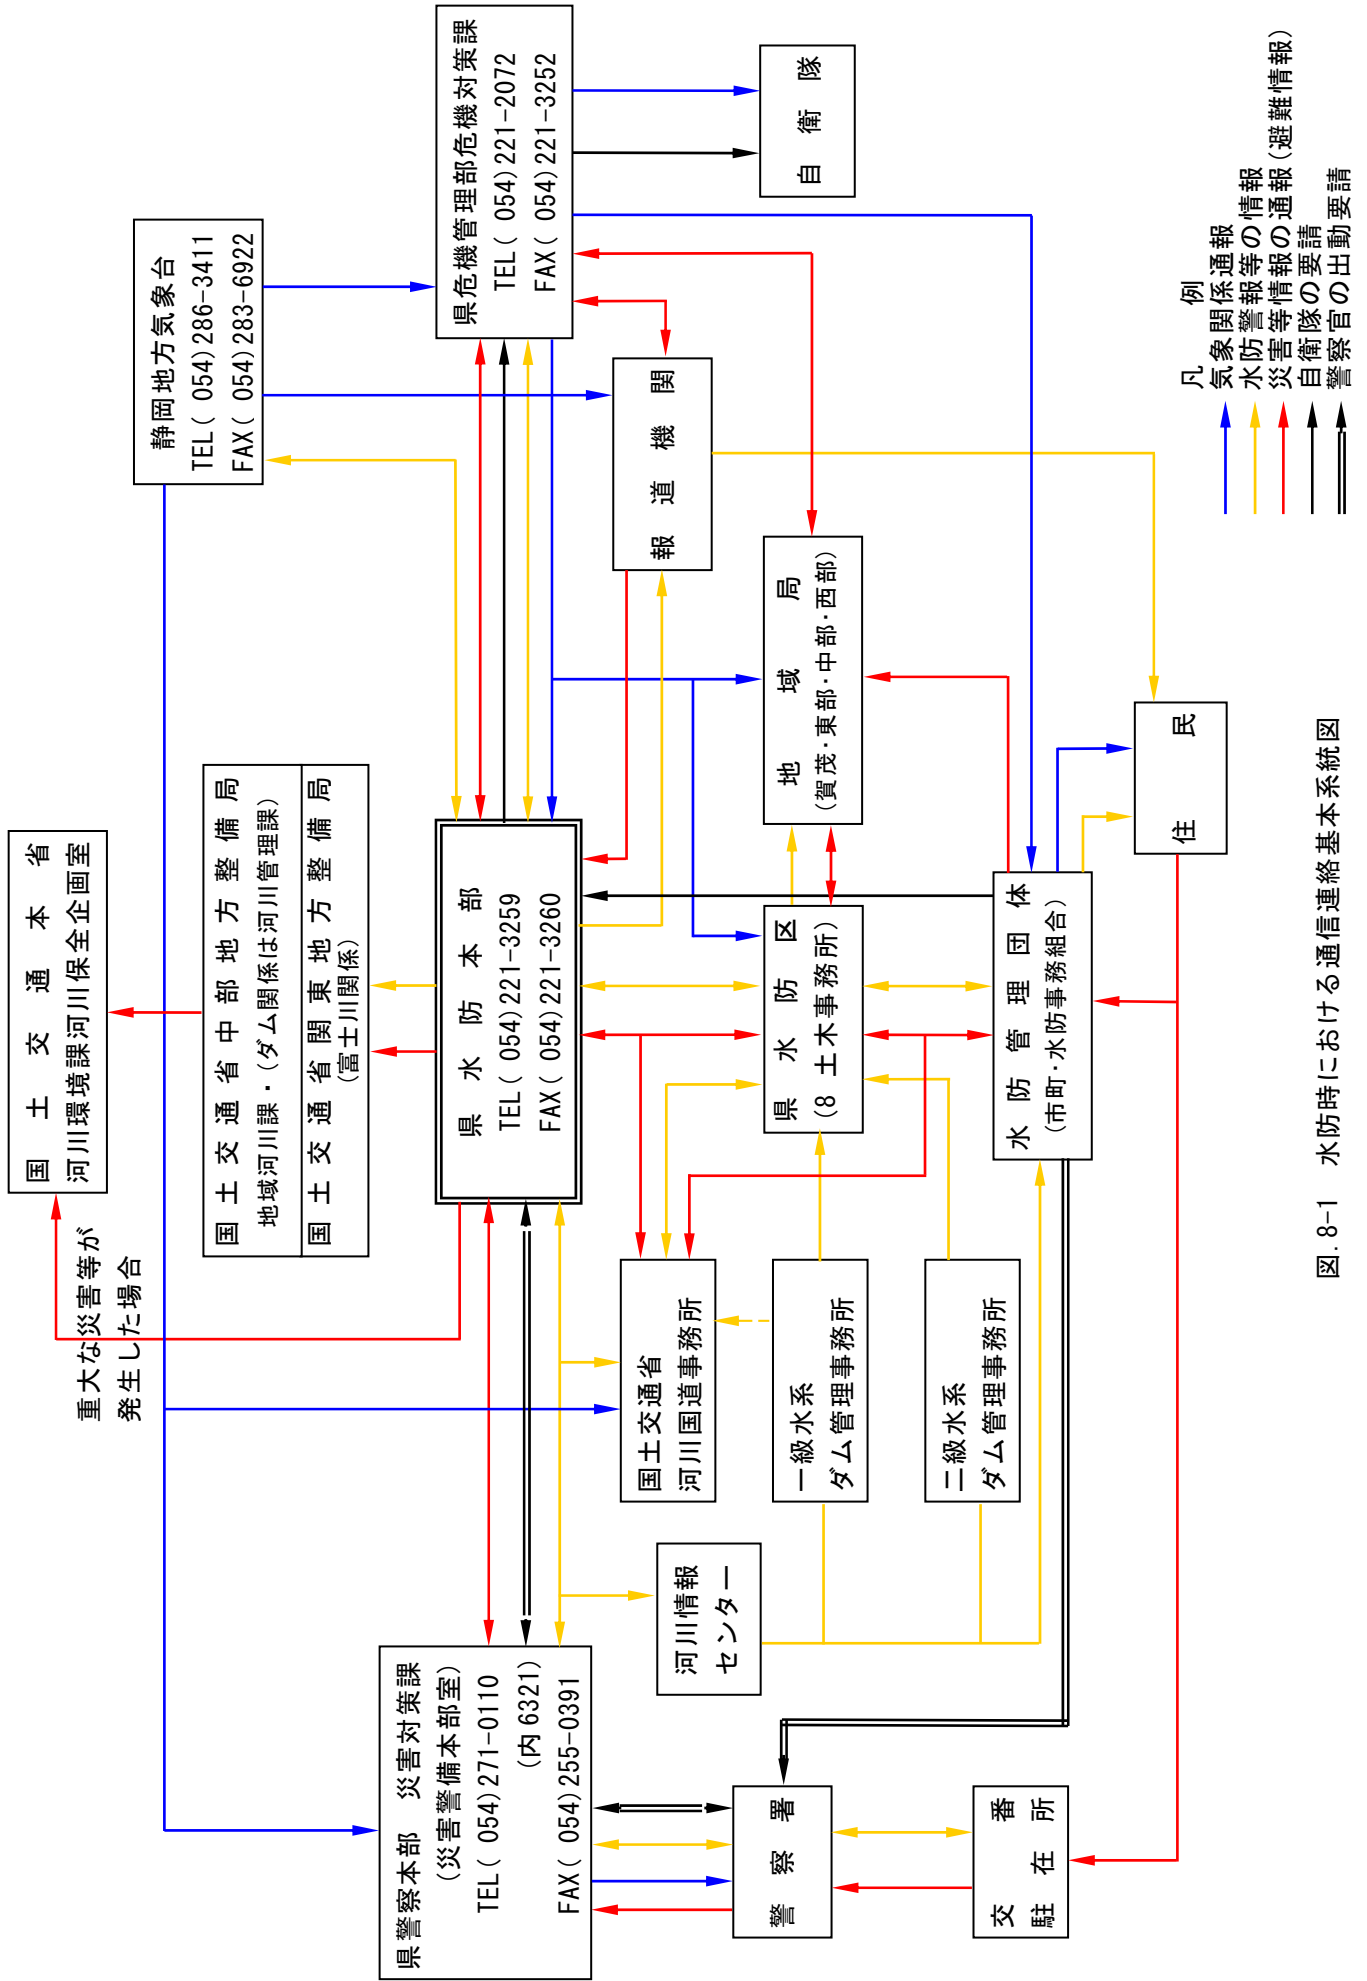 国土交通本省
河川環境課河川保全企画室
重大な災害等が
発生した場合
静岡地方気象台
TEL( 054)286-3411
FAX( 054)283-6922
国土交通省中部地方整備局
地域河川課・(ダム関係は河川管理課)
国土交通省関東地方整備局
(富士川関係)
県警察本部 災害対策課
(災害警備本部室)
TEL( 054)271-0110
(内 6321)
FAX( 054)255-0391
県水防本部
TEL( 054)221-3259
FAX( 054)221-3260
県危機管理部危機対策課
TEL( 054)221-2072
FAX( 054)221-3252
河川情報
センター
国土交通省
河川国道事務所
報道機関
警察署
一級水系
ダム管理事務所
県水防区
(8 土木事務所)
地域局
(賀茂・東部・中部・西部)
自衛隊
交番
駐在所
二級水系
ダム管理事務所
水防管理団体
(市町・水防事務組合)
住民
凡 例
気象関係通報
水防警報等の情報
災害等情報の通報(避難情報)
自衛隊の要請
警察官の出動要請
図.8-1 水防時における通信連絡基本系統図